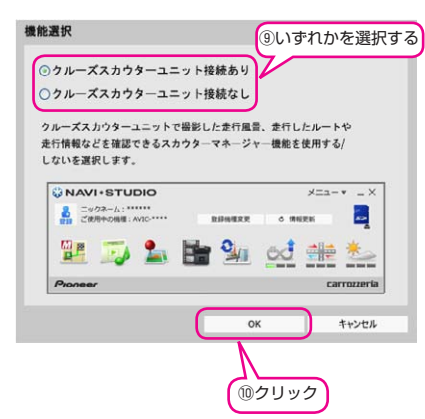 機能選択
⑨いずれかを選択する
クルーズスカウターユニット接続あり
クルーズスカウターユニット接続なし
クルーズスカウターユニットで撮影した走行風景、走行したルートや
走行情報などを確認できるスカウターマネージャー機能を使用する/
しないを選択します。
NAVI*STUDIO
メニュー
ニックネーム：******
ご使用中の機種：AVIC-****
登録
登録機種変更
情報更新
Pioneer
carrozzeria
OK
キャンセル
⑩クリック